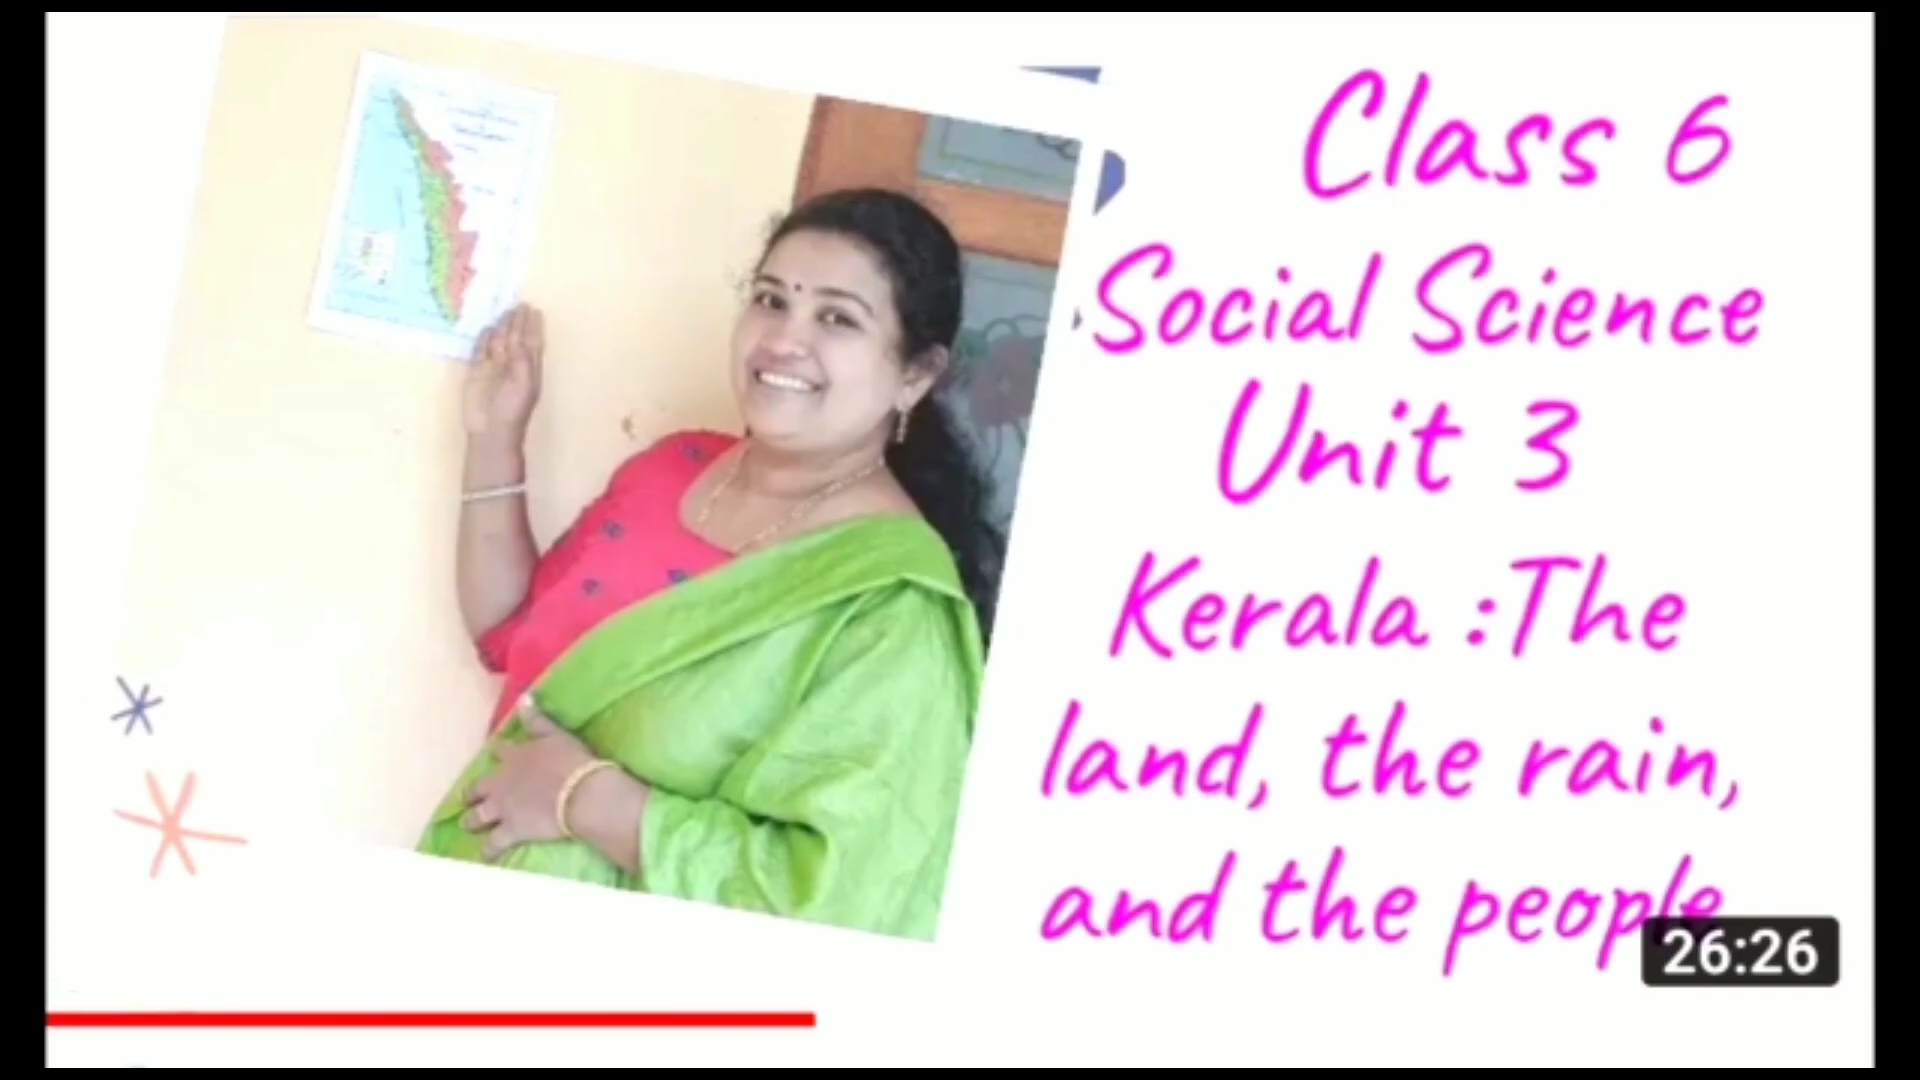 Class 6
Social Science
Unit 3
Kerala :The
land, the rain,
and the people
26:26